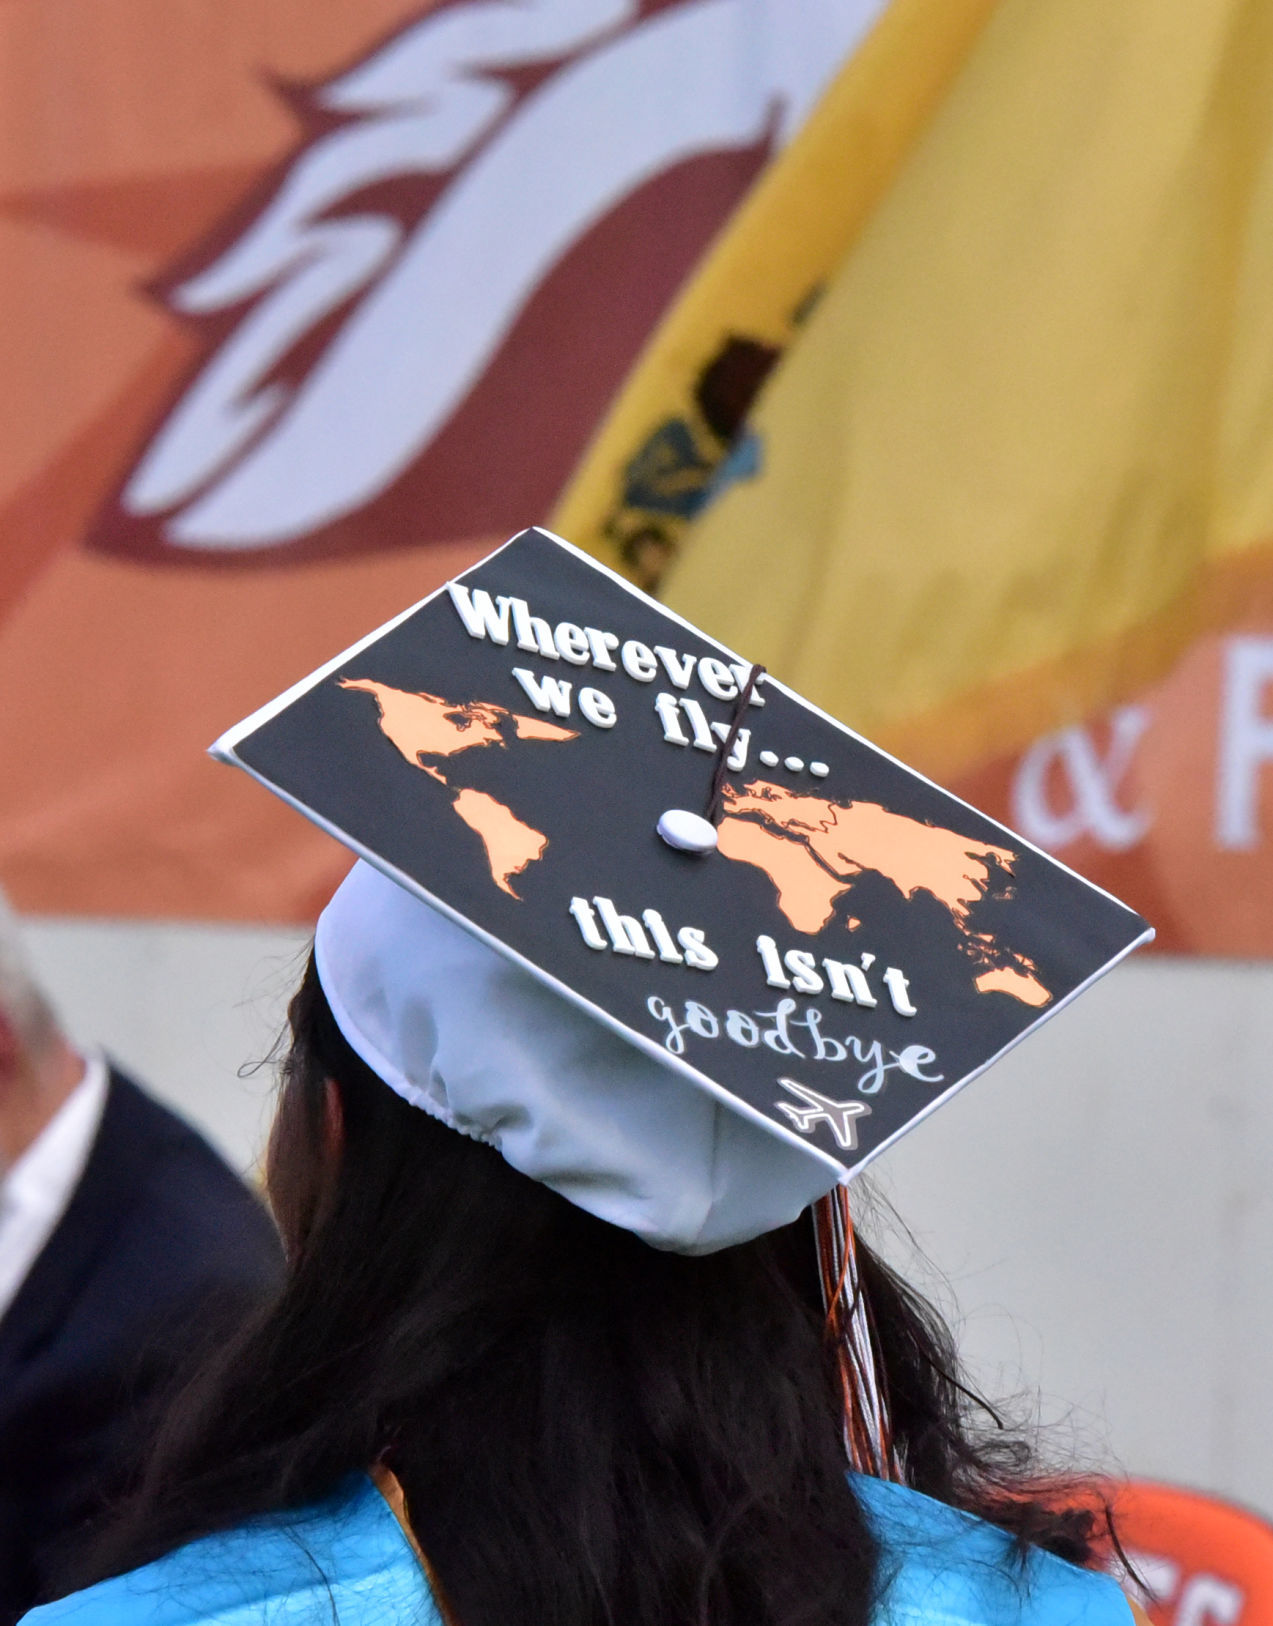 Wherever
we fly...
this isn't
goodbye
&